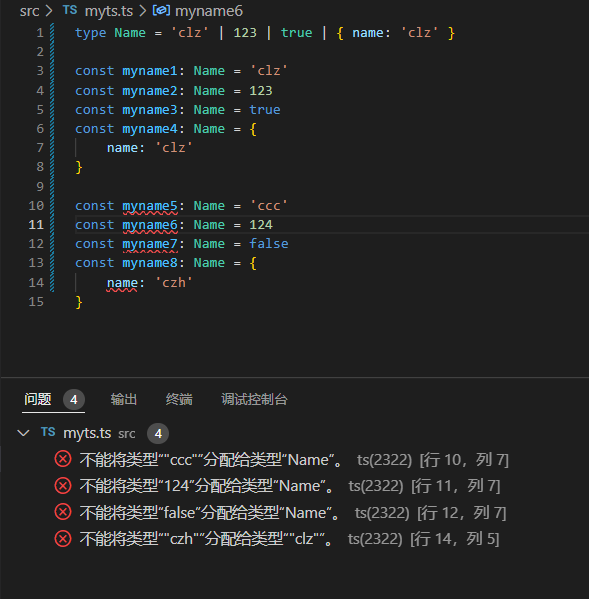 src > TS myts.ts > myname6
1 type Name = 'clz' | 123 | true | { name: 'clz' }
2
3 const myname1: Name = 'clz'
4 const myname2: Name = 123
5 const myname3: Name = true
6 const myname4: Name = {
7     name: 'clz'
8 }
9
10 const myname5: Name = 'ccc'
11 const myname6: Name = 124
12 const myname7: Name = false
13 const myname8: Name = {
14     name: 'czh'
15 }
问题 4 输出 终端 调试控制台
TS myts.ts src 4
不能将类型“"ccc"”分配给类型“Name”。 ts(2322) [行 10，列 7]
不能将类型“124”分配给类型“Name”。 ts(2322) [行 11，列 7]
不能将类型“false”分配给类型“Name”。 ts(2322) [行 12，列 7]
不能将类型“"czh"”分配给类型“"clz"”。 ts(2322) [行 14，列 5]